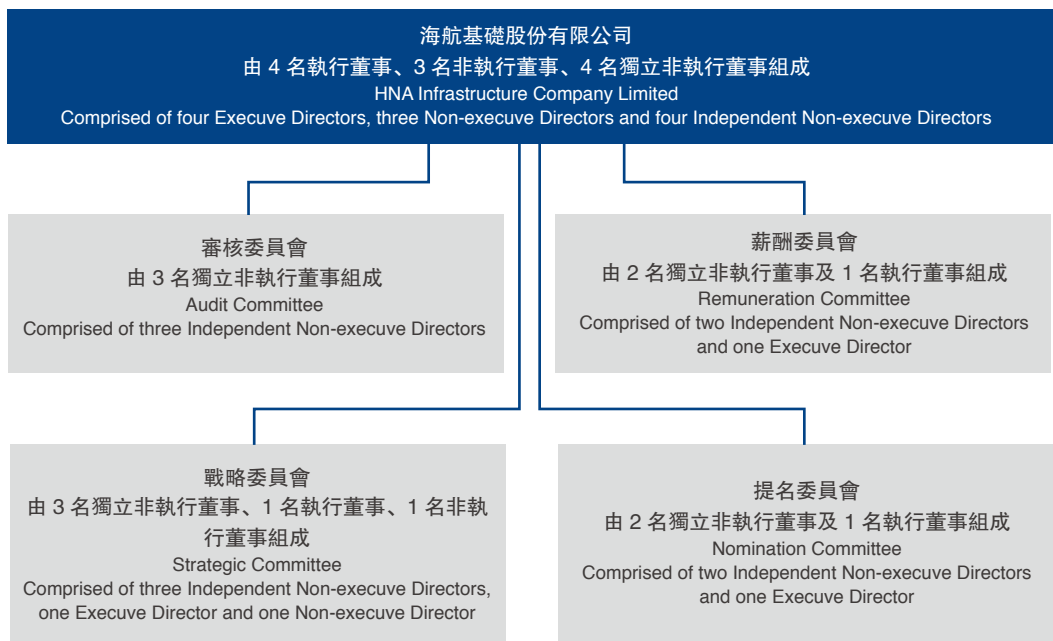 海航基礎股份有限公司
由 4 名執行董事、3 名非執行董事、4 名獨立非執行董事組成
HNA Infrastructure Company Limited
Comprised of four Execuve Directors, three Non-execuve Directors and four Independent Non-execuve Directors
審核委員會
由 3 名獨立非執行董事組成
Audit Committee
Comprised of three Independent Non-execuve Directors
薪酬委員會
由 2 名獨立非執行董事及 1 名執行董事組成
Remuneration Committee
Comprised of two Independent Non-execuve Directors
and one Execuve Director
戰略委員會
由 3 名獨立非執行董事、1 名執行董事、1 名非執
行董事組成
Strategic Committee
Comprised of three Independent Non-execuve Directors,
one Execuve Director and one Non-execuve Director
提名委員會
由 2 名獨立非執行董事及 1 名執行董事組成
Nomination Committee
Comprised of two Independent Non-execuve Directors
and one Execuve Director